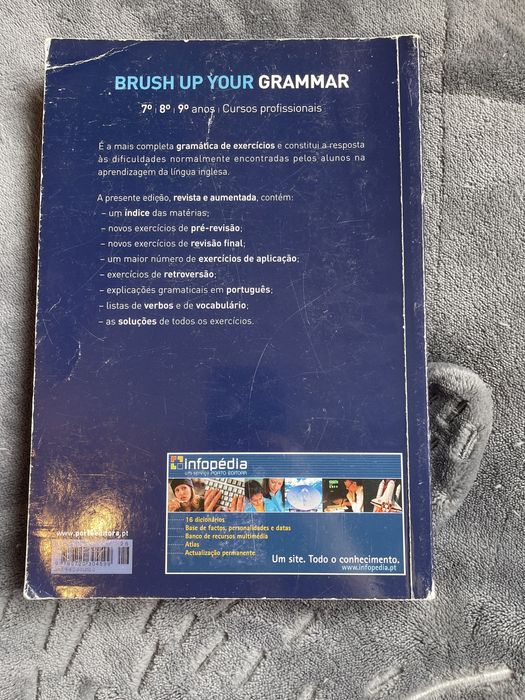 BRUSH UP YOUR GRAMMAR
7º | 8º | 9º anos | Cursos profissionais
É a mais completa gramática de exercícios e constitui a resposta
às dificuldades normalmente encontradas pelos alunos na
aprendizagem da língua inglesa.
A presente edição, revista e aumentada, contém:
– um índice das matérias;
– novos exercícios de pré-revisão;
– novos exercícios de revisão final;
– um maior número de exercícios de aplicação;
– exercícios de retroversão;
– explicações gramaticais em português;
– listas de verbos e de vocabulário;
– as soluções de todos os exercícios.
infopédia
um serviço PORTO EDITORA
16 dicionários
Base de factos, personalidades e datas
Banco de recursos multimédia
Atlas
Actualização permanente
Um site. Todo o conhecimento.
www.infopedia.pt
www.portoeditora.pt